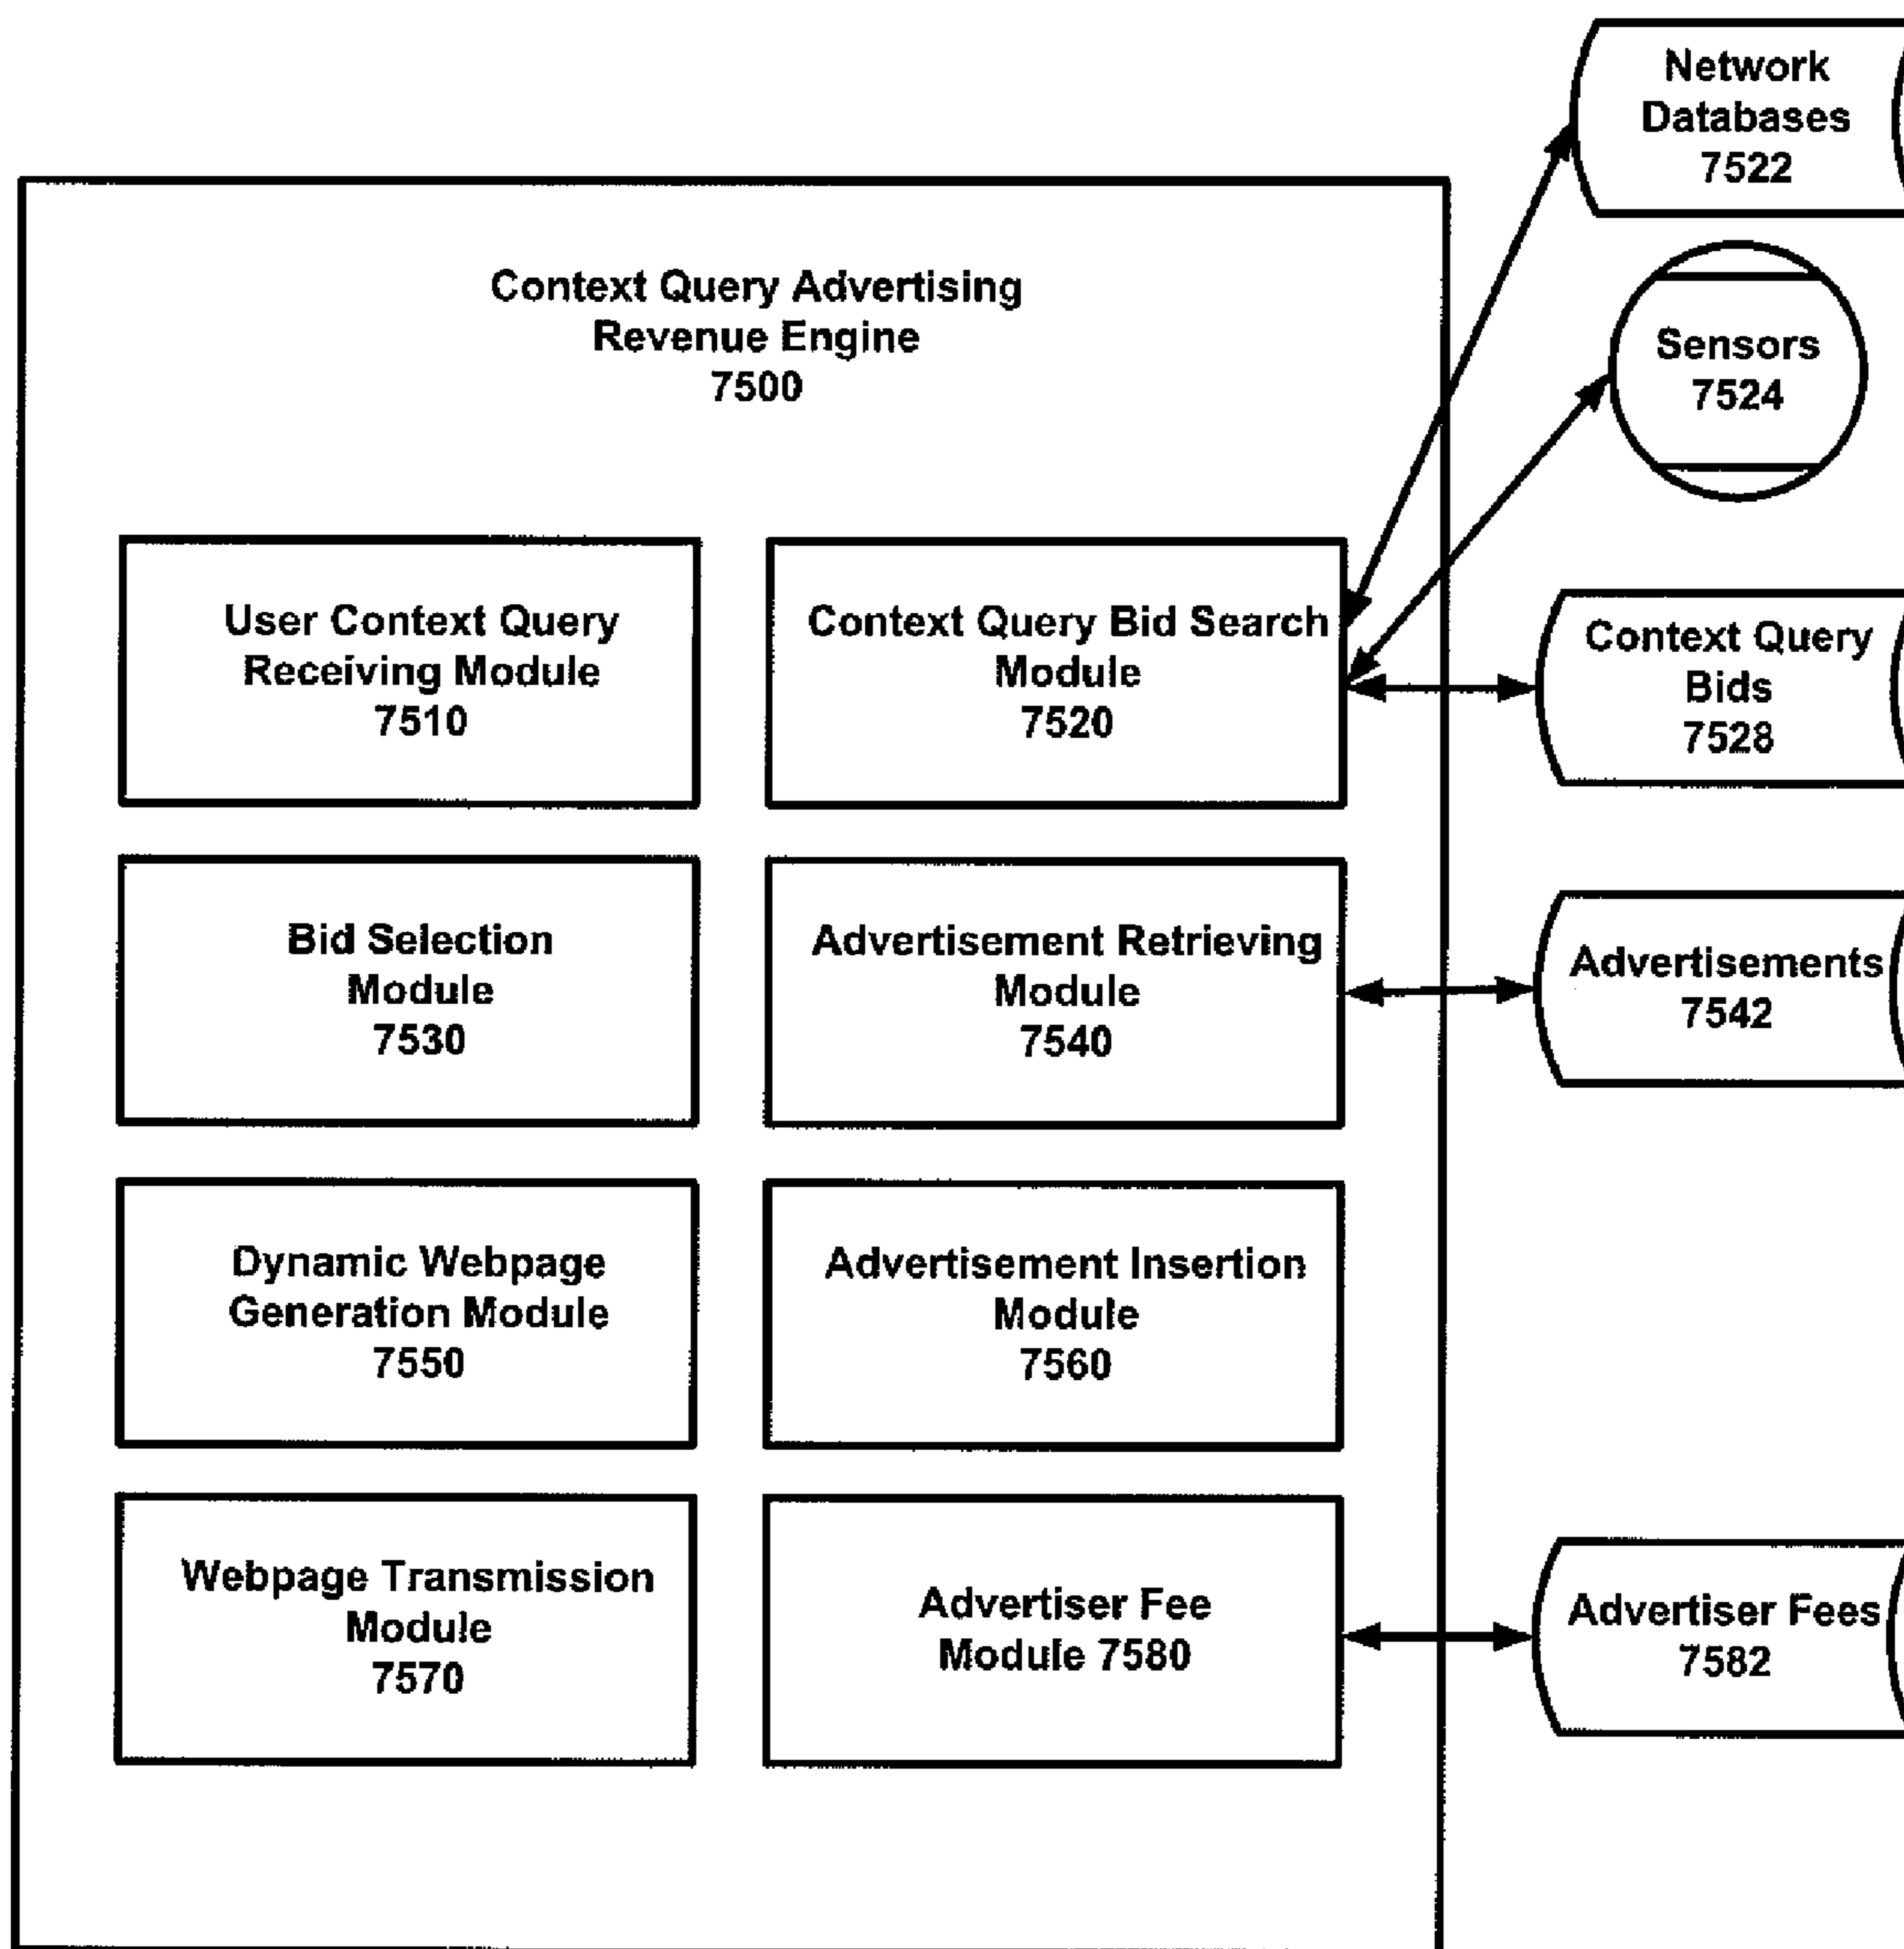 Network
Databases
7522
Context Query Advertising
Revenue Engine
7500
Sensors
7524
User Context Query
Receiving Module
7510
Context Query Bid Search
Module
7520
Context Query
Bids
7528
Bid Selection
Module
7530
Advertisement Retrieving
Module
7540
Advertisements
7542
Dynamic Webpage
Generation Module
7550
Advertisement Insertion
Module
7560
Webpage Transmission
Module
7570
Advertiser Fee
Module 7580
Advertiser Fees
7582